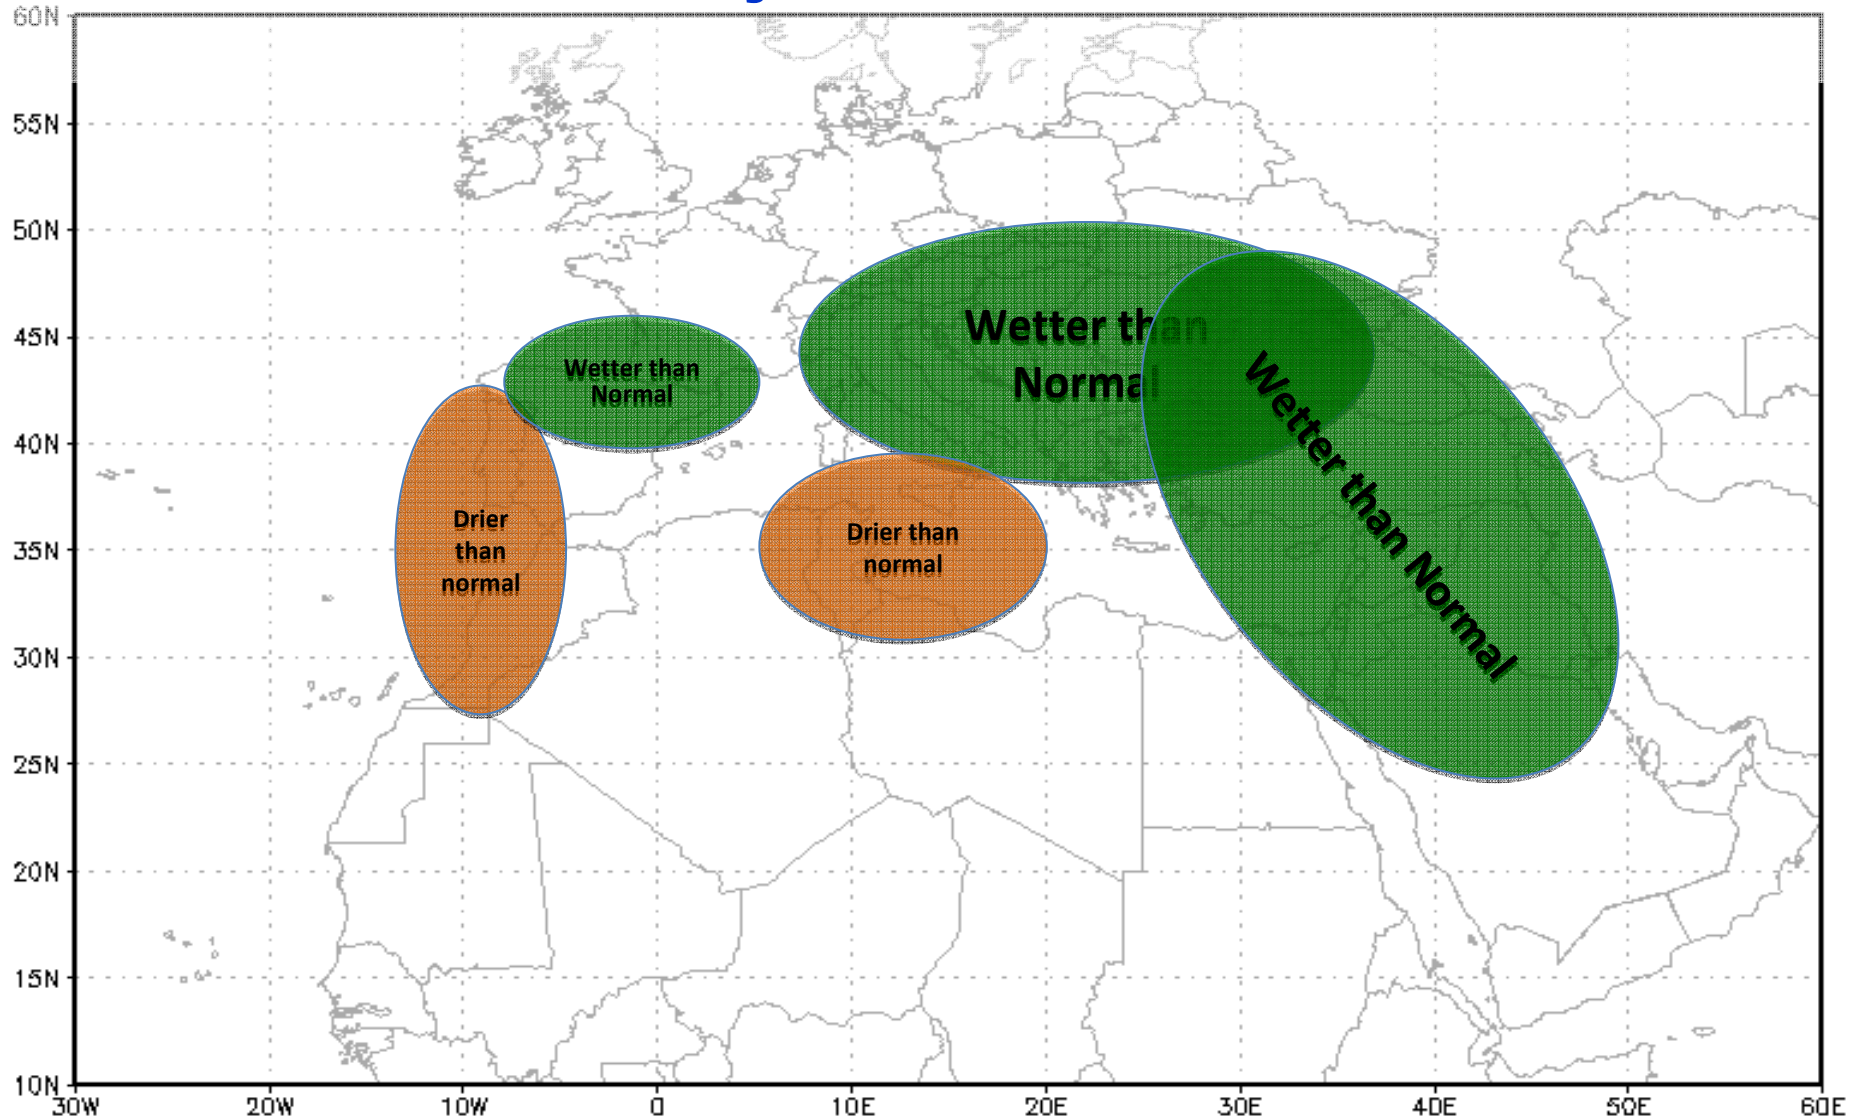 60N
55N
50N
45N
40N
35N
30N
25N
20N
15N
10N
30W
20W
10W
0
10E
20E
30E
40E
50E
60E
Wetter than
Normal
Wetter than
Normal
Wetter than Normal
Drier
than
normal
Drier than
normal